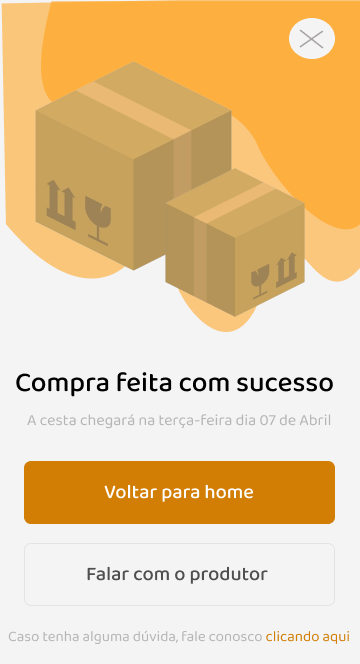 Compra feita com sucesso
A cesta chegará na terça-feira dia 07 de Abril
Voltar para home
Falar com o produtor
Caso tenha alguma dúvida, fale conosco clicando aqui